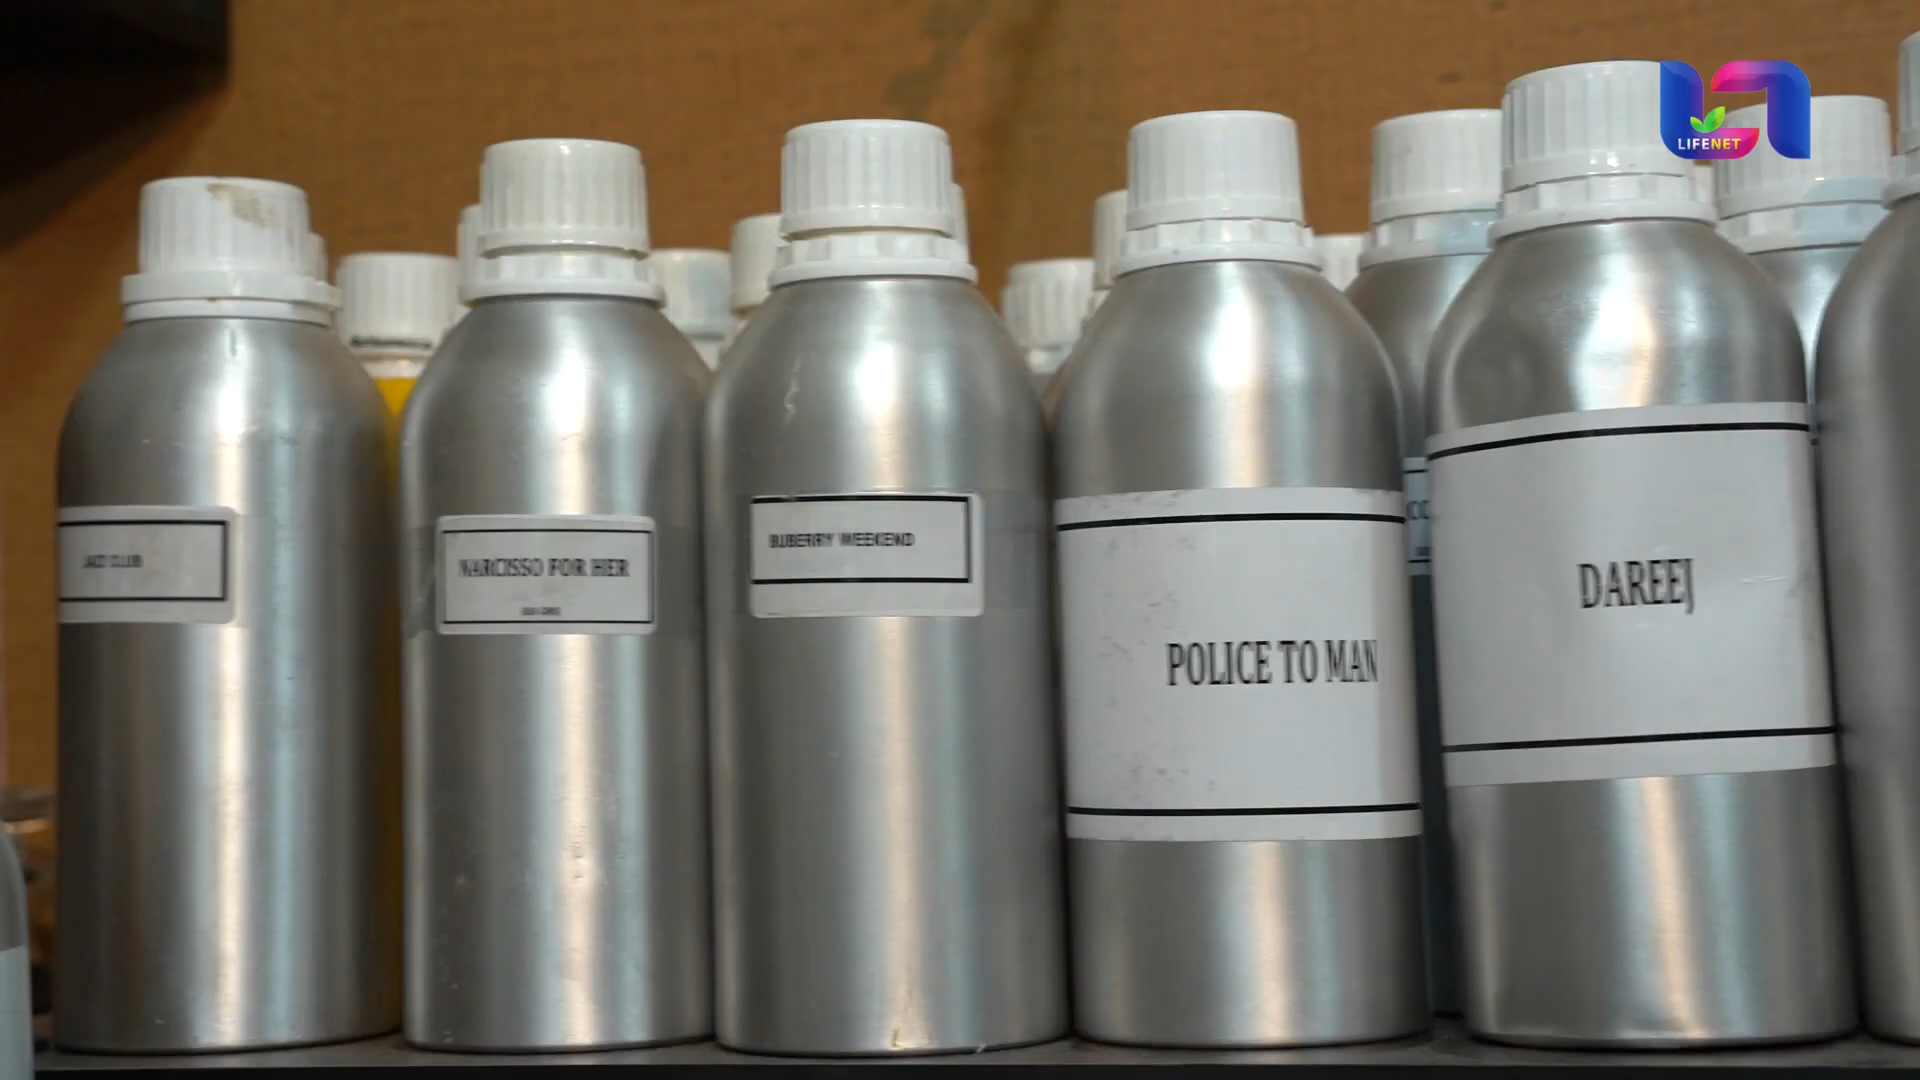 JAZZ CLUB
NARCISSO FOR HER
BUBERRY WEEKEND
POLICE TO MAN
DAREEJ
LIFENET